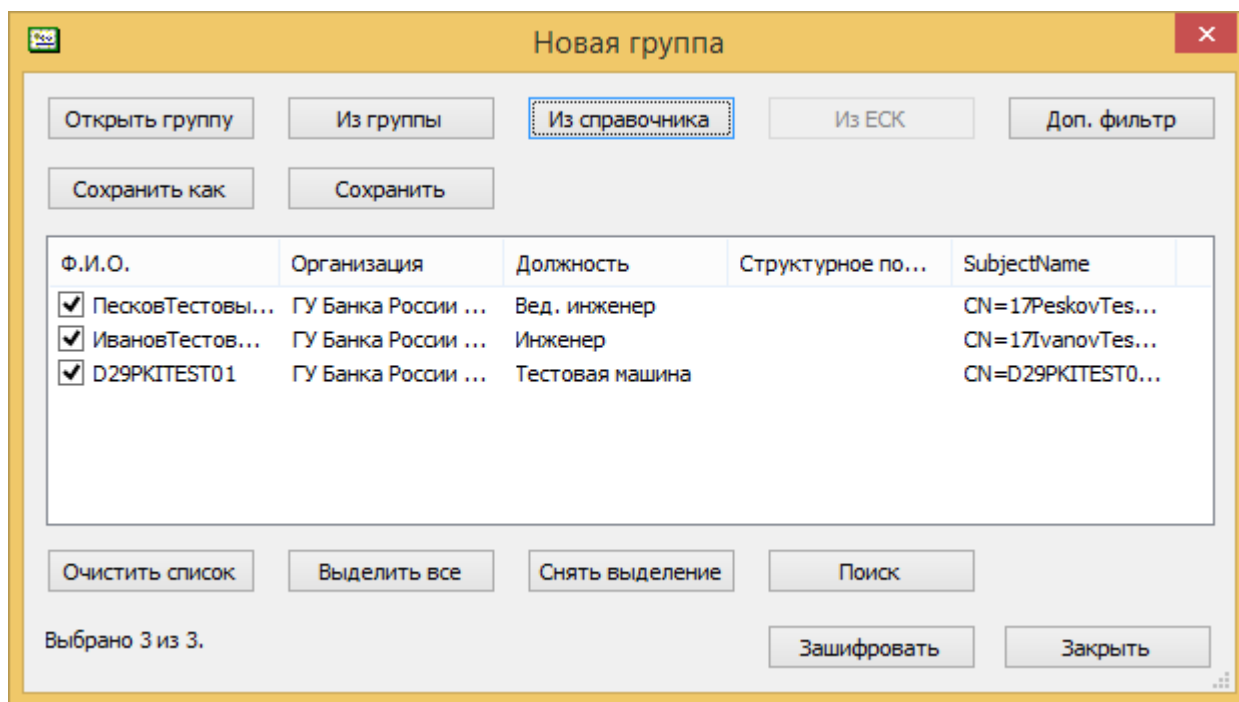 Новая группа
Открыть группу Из группы Из справочника Из ЕСК Доп. фильтр
Сохранить как Сохранить
Ф.И.О. Организация Должность Структурное по... SubjectName
ПесковТестовы... ГУ Банка России ... Вед. инженер CN=17PeskovTes...
ИвановТестов... ГУ Банка России ... Инженер CN=17IvanovTes...
D29PKITEST01 ГУ Банка России ... Тестовая машина CN=D29PKITEST0...
Очистить список Выделить все Снять выделение Поиск
Выбрано 3 из 3.
Зашифровать Закрыть